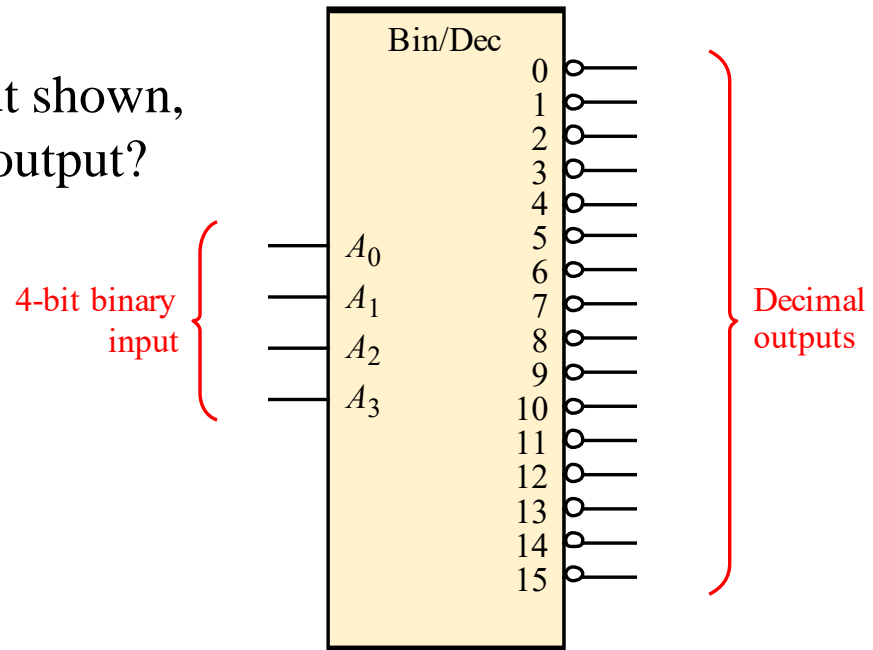 Bin/Dec
t shown,
output?
4-bit binary
input
A0
A1
A2
A3
0
1
2
3
4
5
6
7
8
9
10
11
12
13
14
15
Decimal
outputs